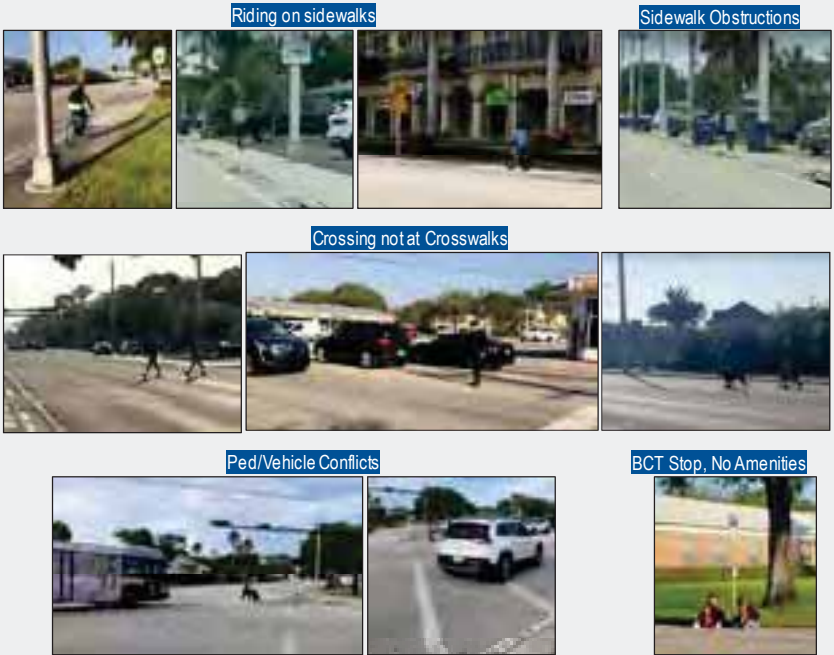 Riding on sidewalks
Sidewalk Obstructions
Crossing not at Crosswalks
Ped/Vehicle Conflicts
BCT Stop, No Amenities